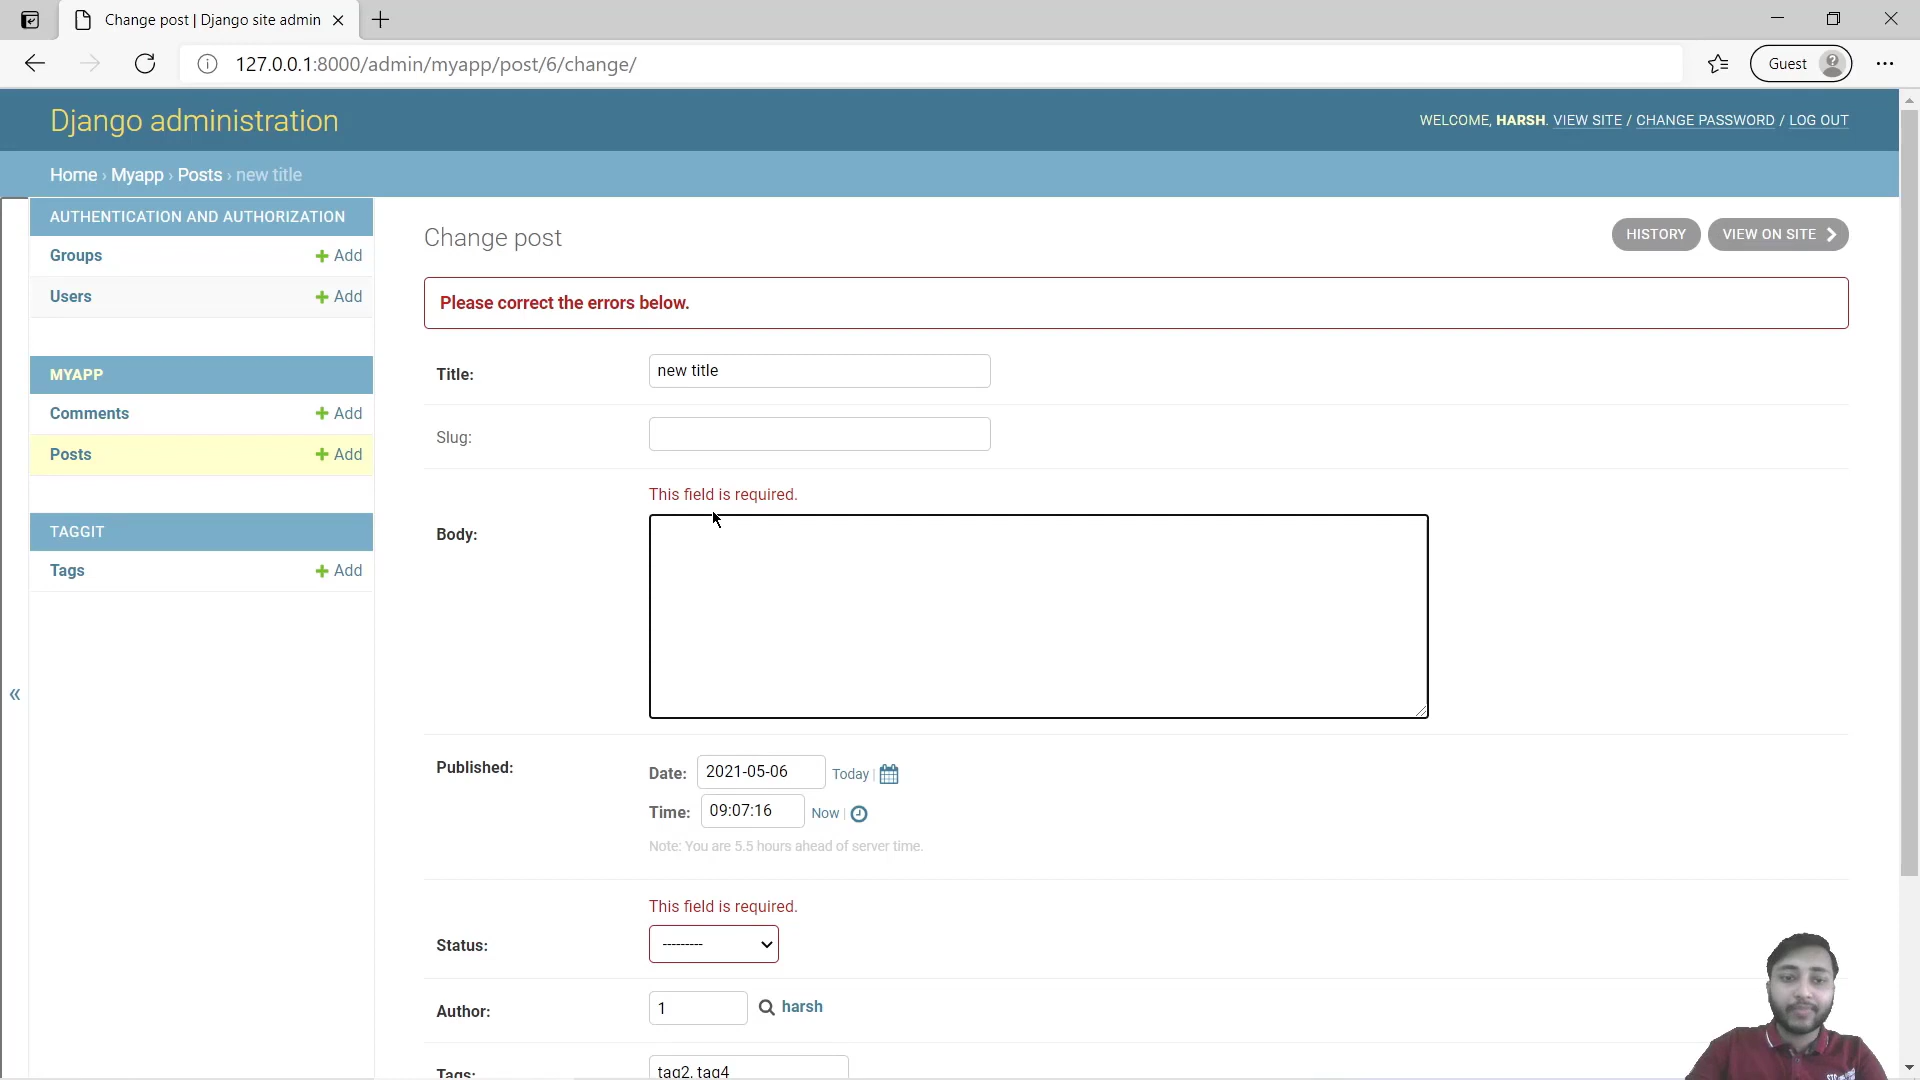 Change post | Django site admin
127.0.0.1:8000/admin/myapp/post/6/change/
Guest
Django administration
WELCOME, HARSH. VIEW SITE / CHANGE PASSWORD / LOG OUT
Home › Myapp › Posts › new title
AUTHENTICATION AND AUTHORIZATION
Groups + Add
Users + Add
MYAPP
Comments + Add
Posts + Add
TAGGIT
Tags + Add
«
Change post
HISTORY
VIEW ON SITE
Please correct the errors below.
Title: new title
Slug:
This field is required.
Body:
Published:
Date: 2021-05-06 Today |
Time: 09:07:16 Now |
Note: You are 5.5 hours ahead of server time.
This field is required.
Status: ---------
Author: 1 harsh
Tags: tag2, tag4